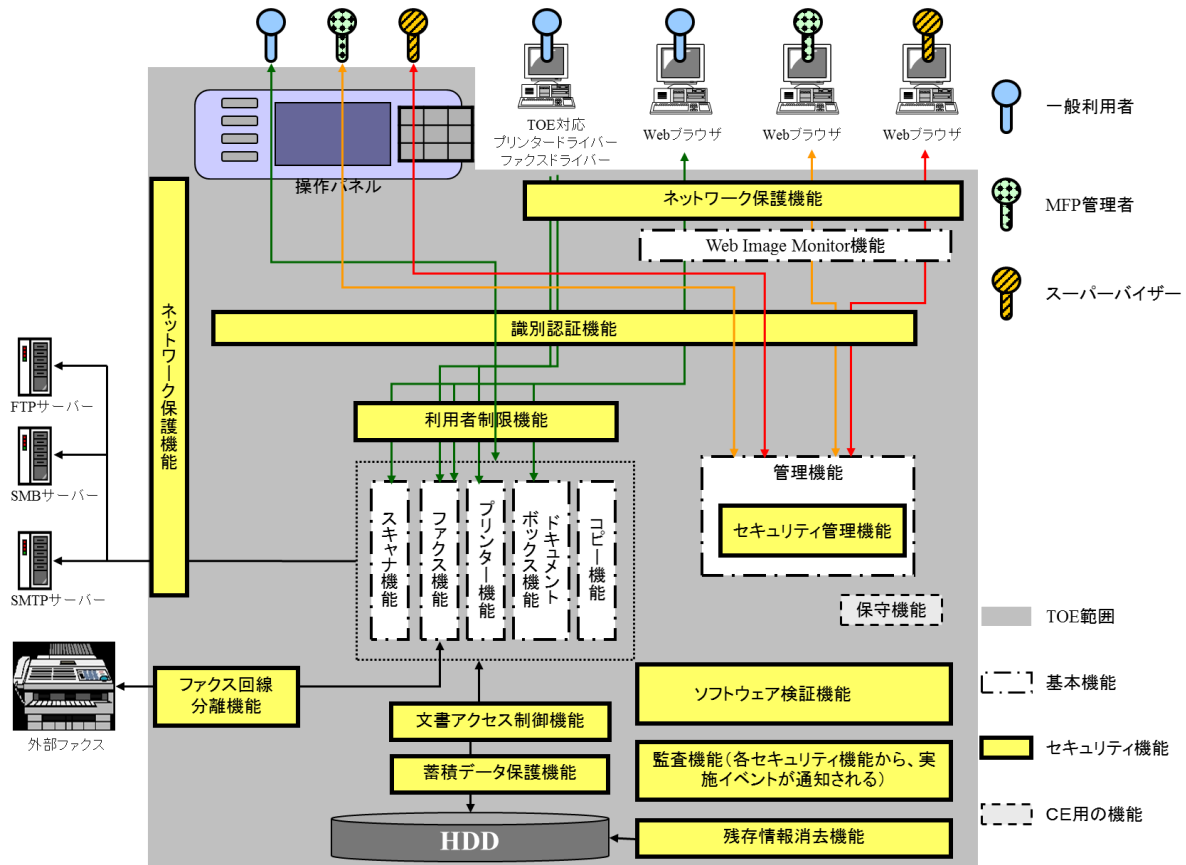 操作パネル
TOE対応
プリンタードライバー
ファクスドライバー
Webブラウザ
Webブラウザ
Webブラウザ
一般利用者
MFP管理者
スーパーバイザー
ネットワーク保護機能
Web Image Monitor機能
ネットワーク保護機能
識別認証機能
利用者制限機能
FTPサーバー
SMBサーバー
SMTPサーバー
外部ファクス
スキャナ機能
ファクス機能
プリンター機能
ドキュメント
ボックス機能
コピー機能
管理機能
セキュリティ管理機能
保守機能
ファクス回線
分離機能
文書アクセス制御機能
蓄積データ保護機能
HDD
ソフトウェア検証機能
監査機能(各セキュリティ機能から、実
施イベントが通知される)
残存情報消去機能
TOE範囲
基本機能
セキュリティ機能
CE用の機能